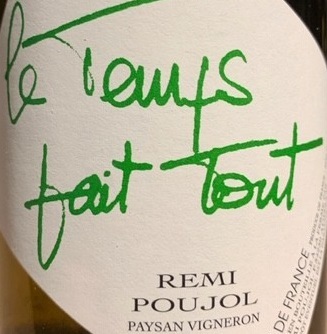 le Temps
fait Tout
REMI
POUJOL
PAYSAN VIGNERON
DE FRANCE